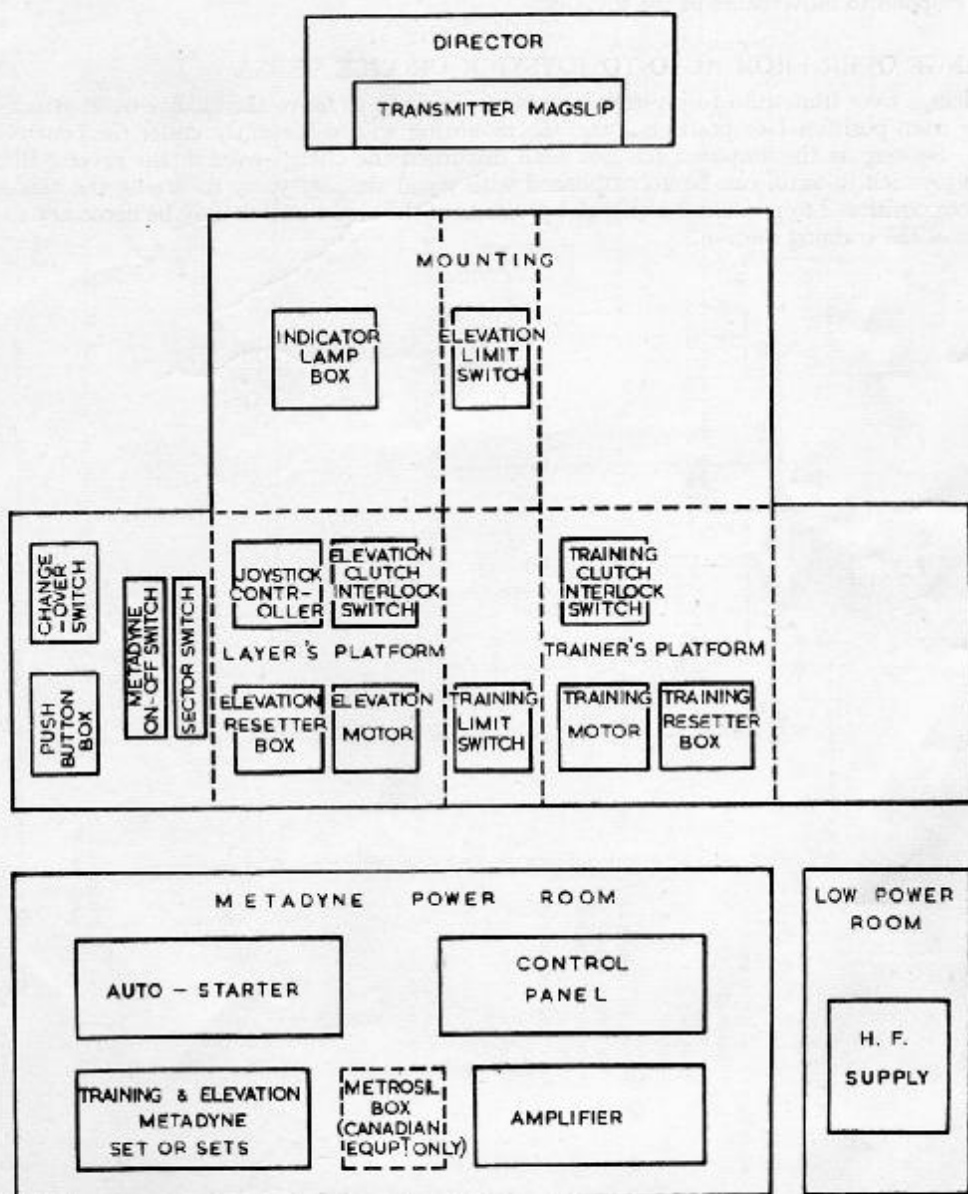 DIRECTOR
TRANSMITTER MAGSLIP
MOUNTING
INDICATOR
LAMP
BOX
ELEVATION
LIMIT
SWITCH
CHANGE
-OVER
SWITCH
PUSH
BUTTON
BOX
METADYNE
ON-OFF SWITCH
SECTOR SWITCH
JOYSTICK
CONTR-
OLLER
ELEVATION
CLUTCH
INTERLOCK
SWITCH
TRAINING
CLUTCH
INTERLOCK
SWITCH
LAYER'S PLATFORM
TRAINER'S PLATFORM
ELEVATION
RESETTER
BOX
ELEVATION
MOTOR
TRAINING
LIMIT
SWITCH
TRAINING
MOTOR
TRAINING
RESETTER
BOX
METADYNE POWER ROOM
AUTO - STARTER
CONTROL
PANEL
TRAINING & ELEVATION
METADYNE
SET OR SETS
METROSIL
BOX
(CANADIAN
EQUPT ONLY)
AMPLIFIER
LOW POWER
ROOM
H. F.
SUPPLY